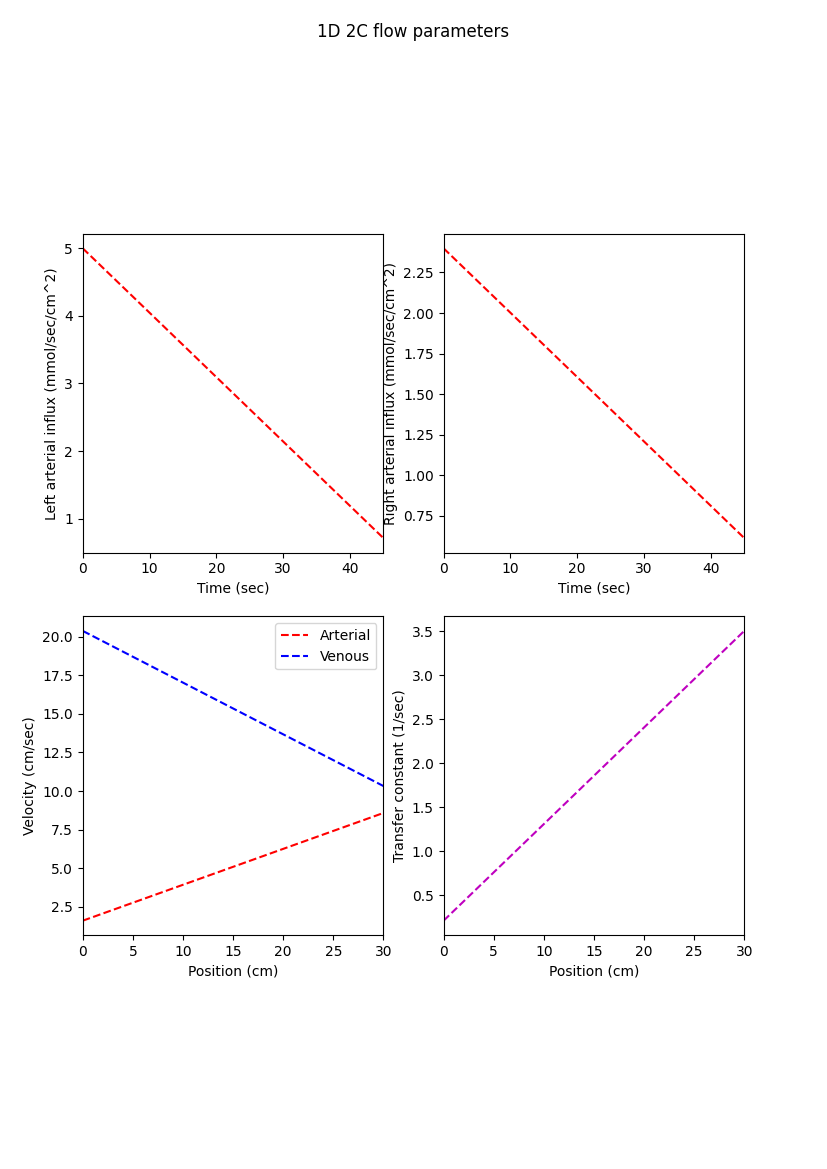 1D 2C flow parameters
Left arterial influx (mmol/sec/cm^2)
5
4
3
2
1
0 10 20 30 40
Time (sec)
Right arterial influx (mmol/sec/cm^2)
2.25
2.00
1.75
1.50
1.25
1.00
0.75
0 10 20 30 40
Time (sec)
Velocity (cm/sec)
20.0
17.5
15.0
12.5
10.0
7.5
5.0
2.5
Arterial
Venous
0 5 10 15 20 25 30
Position (cm)
Transfer constant (1/sec)
3.5
3.0
2.5
2.0
1.5
1.0
0.5
0 5 10 15 20 25 30
Position (cm)